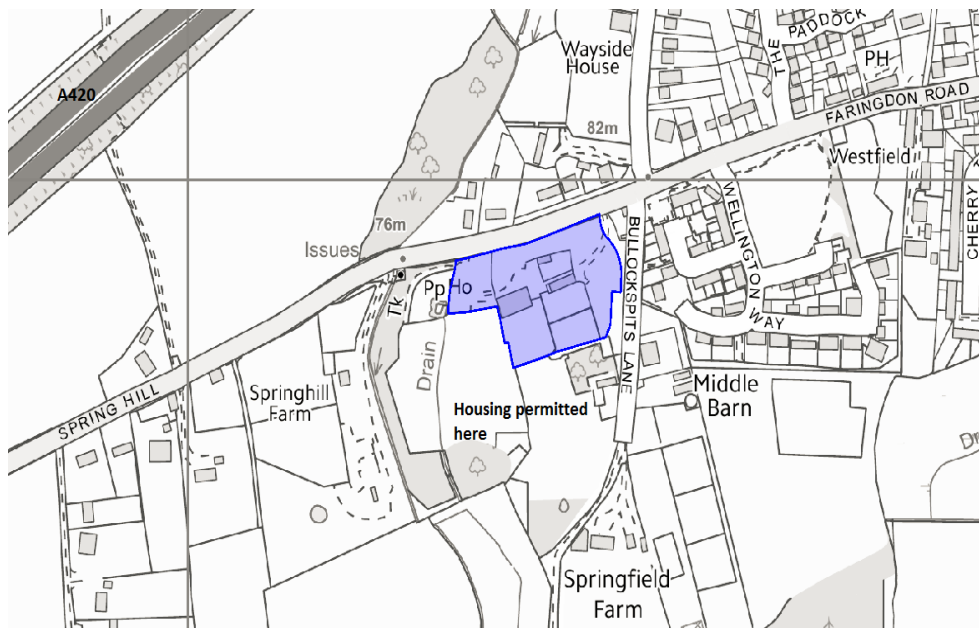 THE
PADDOCK
Wayside
House
PH
A420
FARINGDON ROAD
82m
Westfield
WELLINGTON
WAY
CHERRY
76m
Issues
BULLOCKSPITS LANE
Pp Ho
Tk
Drain
SPRING HILL
Springhill
Farm
Housing permitted
here
Middle
Barn
Springfield
Farm